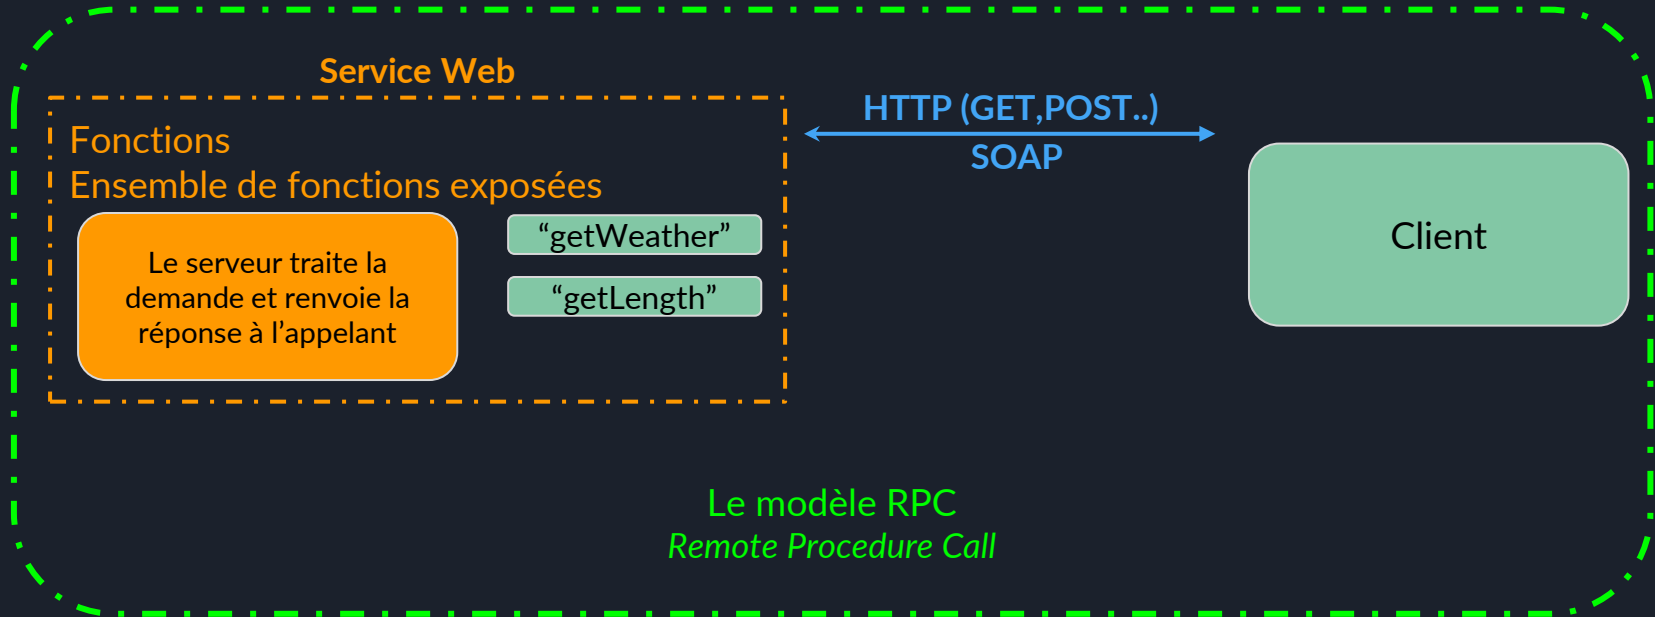 Service Web
Fonctions
Ensemble de fonctions exposées
Le serveur traite la
demande et renvoie la
réponse à l’appelant
“getWeather”
“getLength”
HTTP (GET,POST..)
SOAP
Client
Le modèle RPC
Remote Procedure Call